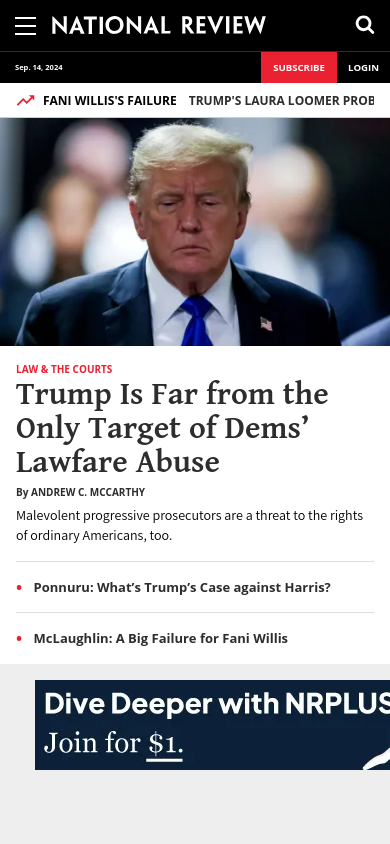 NATIONAL REVIEW
Sep. 14, 2024
SUBSCRIBE
LOGIN
FANI WILLIS'S FAILURE
TRUMP'S LAURA LOOMER PROB
LAW & THE COURTS
Trump Is Far from the
Only Target of Dems’
Lawfare Abuse
By ANDREW C. MCCARTHY
Malevolent progressive prosecutors are a threat to the rights
of ordinary Americans, too.
• Ponnuru: What’s Trump’s Case against Harris?
• McLaughlin: A Big Failure for Fani Willis
Dive Deeper with NRPLUS
Join for $1.